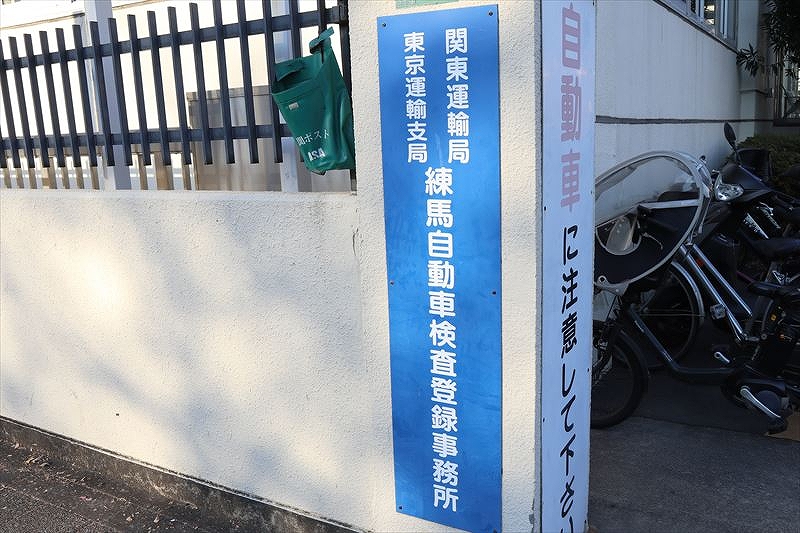 関東運輸局
東京運輸支局
練馬自動車検査登録事務所
自動車に注意して下さい